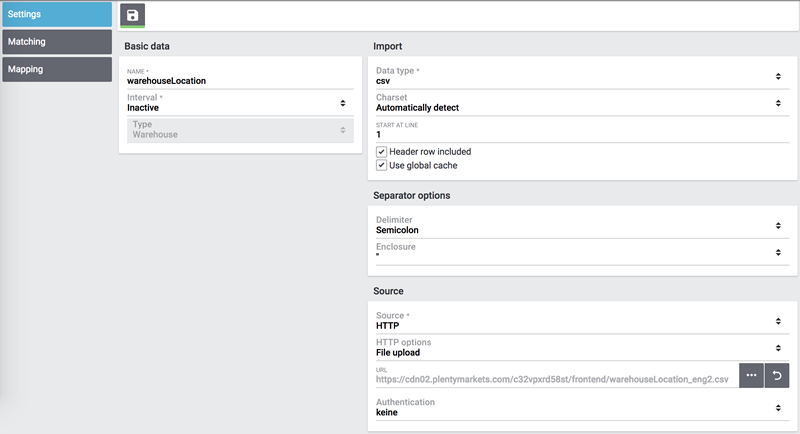 Settings
Matching
Mapping
Basic data
NAME *
warehouseLocation
Interval *
Inactive
Type
Warehouse
Import
Data type *
csv
Charset
Automatically detect
START AT LINE
1
Header row included
Use global cache
Separator options
Delimiter
Semicolon
Enclosure
"
Source
Source *
HTTP
HTTP options
File upload
URL
https://cdn02.plentymarkets.com/c32vpxrd58st/frontend/warehouseLocation_eng2.csv
Authentication
keine